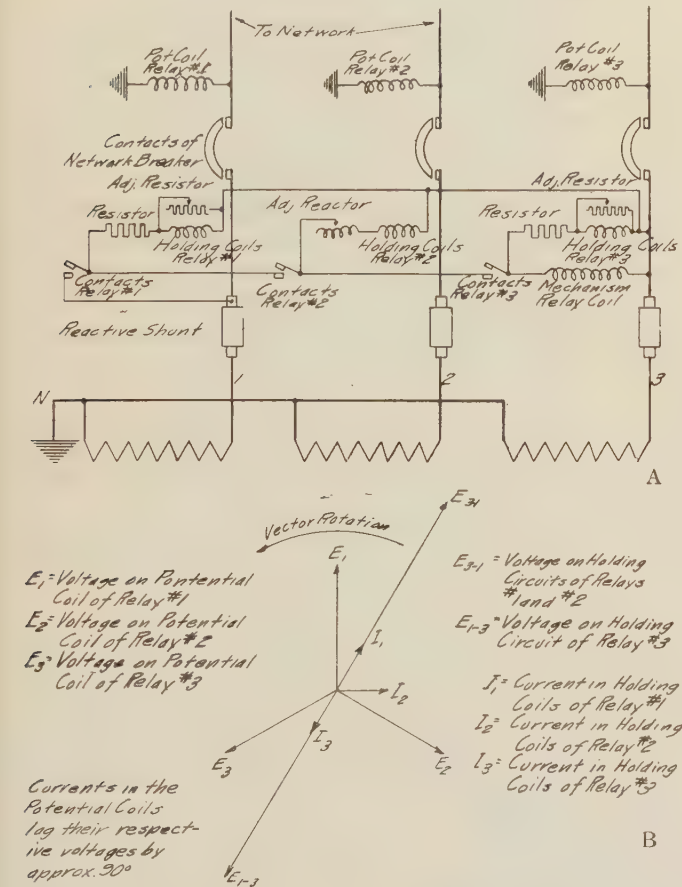 To Network
Pot Coil
Relay #1
Pot Coil
Relay #2
Pot Coil
Relay #3
Contacts of
Network Breaker
Adj. Resistor
Adj. Reactor
Adj. Resistor
Resistor
Resistor
Holding Coils
Relay #1
Holding Coils
Relay #2
Holding Coils
Relay #3
Contacts
Relay #1
Contacts
Relay #2
Contacts
Relay #3
Mechanism
Relay Coil
Reactive Shunt
1
2
3
N
A
Vector Rotation
E3-1
E1
I1
I2
I3
E3
E2
E1-3
E1= Voltage on Pontential
Coil of Relay #1
E2= Voltage on Potential
Coil of Relay #2
E3= Voltage on Potential
Coil of Relay #3
E3-1= Voltage on Holding
Circuits of Relays
#1 and #2
E1-3= Voltage on Holding
Circuit of Relay #3
I1= Current in Holding
Coils of Relay #1
I2= Current in Holding
Coils of Relay #2
I3= Current in Holding
Coils of Relay #3
Currents in the
Potential Coils
lag their respect-
ive voltages by
approx. 90°
B